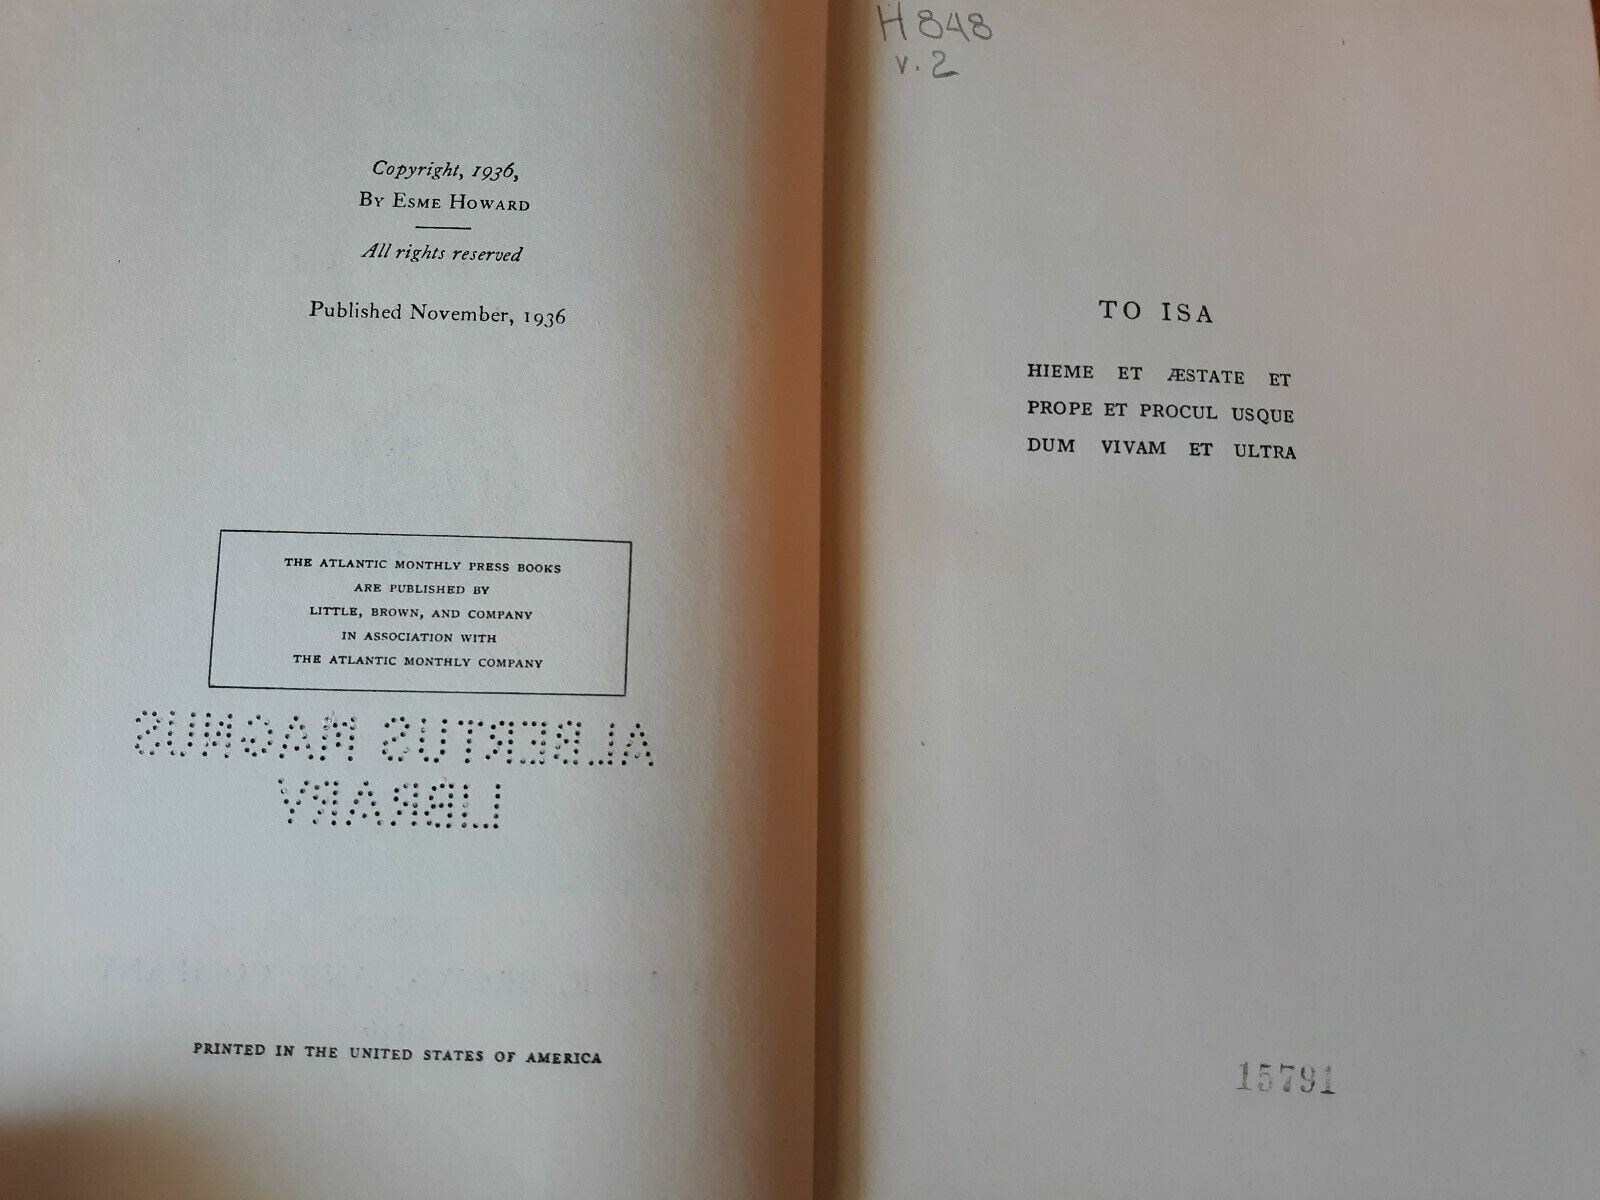 Copyright, 1936,
By Esme Howard
All rights reserved
Published November, 1936
THE ATLANTIC MONTHLY PRESS BOOKS
ARE PUBLISHED BY
LITTLE, BROWN, AND COMPANY
IN ASSOCIATION WITH
THE ATLANTIC MONTHLY COMPANY
ALBERTUS MAGNUS
LIBRARY
PRINTED IN THE UNITED STATES OF AMERICA
H848
v. 2
TO ISA
HIEME ET ÆSTATE ET
PROPE ET PROCUL USQUE
DUM VIVAM ET ULTRA
15791